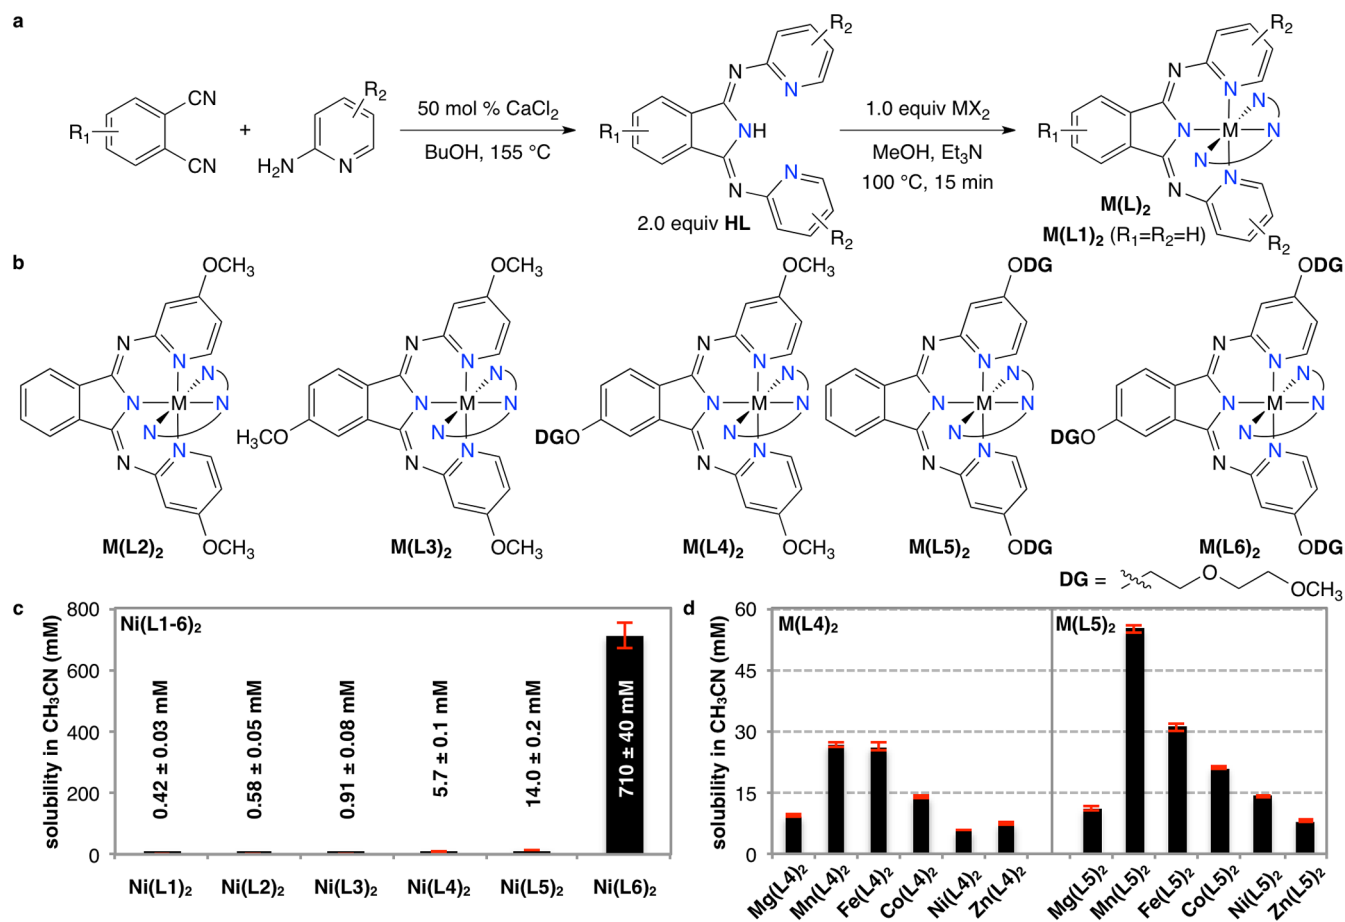 a
R₁
CN
CN
+
R₂
H₂N
N
50 mol % CaCl₂
BuOH, 155 °C
R₂
N
N
R₁
NH
N
N
R₂
2.0 equiv HL
1.0 equiv MX₂
MeOH, Et₃N
100 °C, 15 min
R₂
N
N
N
R₁
N
M
N
N
N
N
R₂
M(L)₂
M(L1)₂ (R₁=R₂=H)
b
OCH₃
N
N
N
N
M
N
N
N
N
OCH₃
M(L2)₂
OCH₃
N
N
N
N
M
N
N
H₃CO
N
N
OCH₃
M(L3)₂
OCH₃
N
N
N
N
M
N
N
DGO
N
N
OCH₃
M(L4)₂
ODG
N
N
N
N
M
N
N
N
N
ODG
M(L5)₂
ODG
N
N
N
N
M
N
N
DGO
N
N
ODG
M(L6)₂
DG =
O
OCH₃
c
solubility in CH₃CN (mM)
800
600
400
200
0
Ni(L1-6)₂
0.42 ± 0.03 mM
0.58 ± 0.05 mM
0.91 ± 0.08 mM
5.7 ± 0.1 mM
14.0 ± 0.2 mM
710 ± 40 mM
Ni(L1)₂
Ni(L2)₂
Ni(L3)₂
Ni(L4)₂
Ni(L5)₂
Ni(L6)₂
d
solubility in CH₃CN (mM)
60
45
30
15
0
M(L4)₂
M(L5)₂
Mg(L4)₂
Mn(L4)₂
Fe(L4)₂
Co(L4)₂
Ni(L4)₂
Zn(L4)₂
Mg(L5)₂
Mn(L5)₂
Fe(L5)₂
Co(L5)₂
Ni(L5)₂
Zn(L5)₂